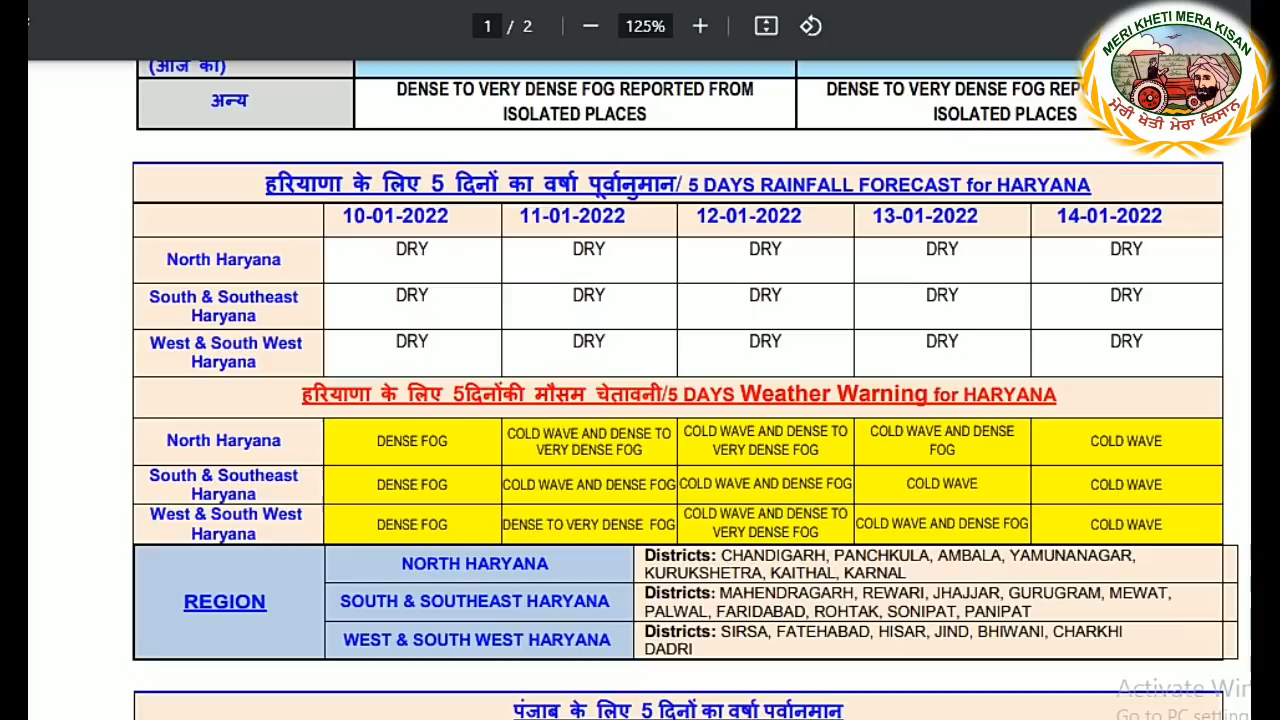 1 / 2
125%
MERI KHETI MERA KISAN
ਮੇਰੀ ਖੇਤੀ ਮੇਰਾ ਕਿਸਾਨ
(आज का)
अन्य
DENSE TO VERY DENSE FOG REPORTED FROM
ISOLATED PLACES
DENSE TO VERY DENSE FOG REP
ISOLATED PLACES
हरियाणा के लिए 5 दिनों का वर्षा पूर्वानुमान/ 5 DAYS RAINFALL FORECAST for HARYANA
10-01-2022 11-01-2022 12-01-2022 13-01-2022 14-01-2022
North Haryana DRY DRY DRY DRY DRY
South & Southeast
Haryana
DRY DRY DRY DRY DRY
West & South West
Haryana
DRY DRY DRY DRY DRY
हरियाणा के लिए 5दिनोंकी मौसम चेतावनी/5 DAYS Weather Warning for HARYANA
North Haryana
DENSE FOG
COLD WAVE AND DENSE TO
VERY DENSE FOG
COLD WAVE AND DENSE TO
VERY DENSE FOG
COLD WAVE AND DENSE
FOG
COLD WAVE
South & Southeast
Haryana
DENSE FOG
COLD WAVE AND DENSE FOG
COLD WAVE AND DENSE FOG
COLD WAVE
COLD WAVE
West & South West
Haryana
DENSE FOG
DENSE TO VERY DENSE FOG
COLD WAVE AND DENSE TO
VERY DENSE FOG
COLD WAVE AND DENSE FOG
COLD WAVE
REGION
NORTH HARYANA
Districts: CHANDIGARH, PANCHKULA, AMBALA, YAMUNANAGAR,
KURUKSHETRA, KAITHAL, KARNAL
SOUTH & SOUTHEAST HARYANA
Districts: MAHENDRAGARH, REWARI, JHAJJAR, GURUGRAM, MEWAT,
PALWAL, FARIDABAD, ROHTAK, SONIPAT, PANIPAT
WEST & SOUTH WEST HARYANA
Districts: SIRSA, FATEHABAD, HISAR, JIND, BHIWANI, CHARKHI
DADRI
Activate Win
Go to PC setting
पंजाब के लिए 5 दिनों का वर्षा पूर्वानुमान